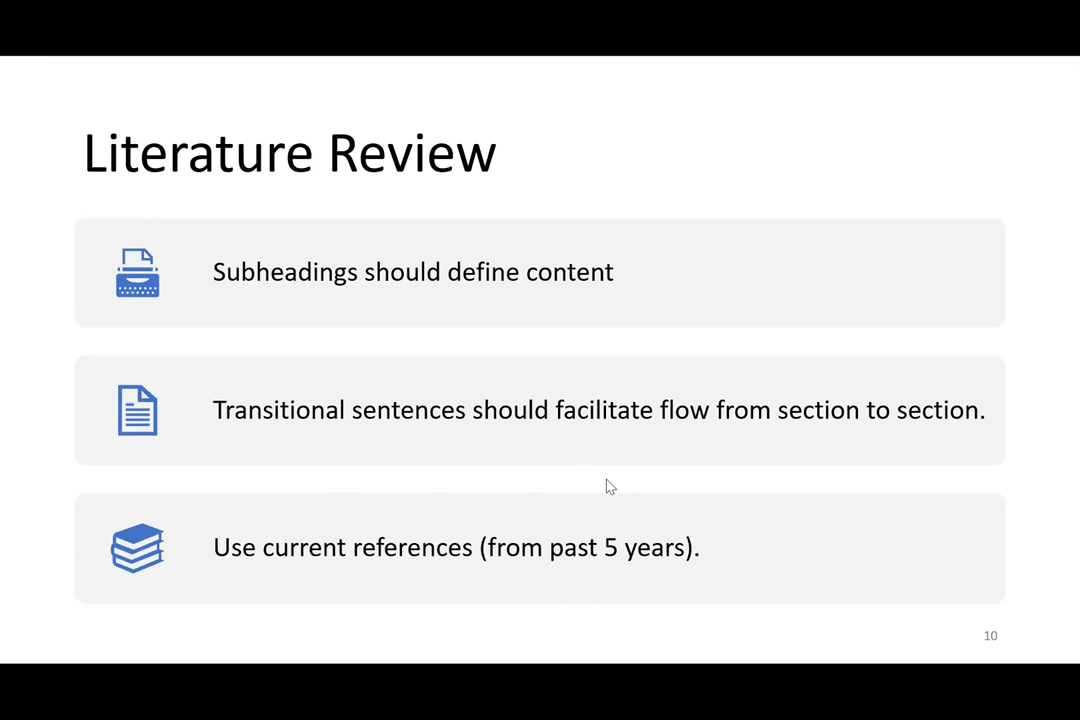 Literature Review
Subheadings should define content
Transitional sentences should facilitate flow from section to section.
Use current references (from past 5 years).
10